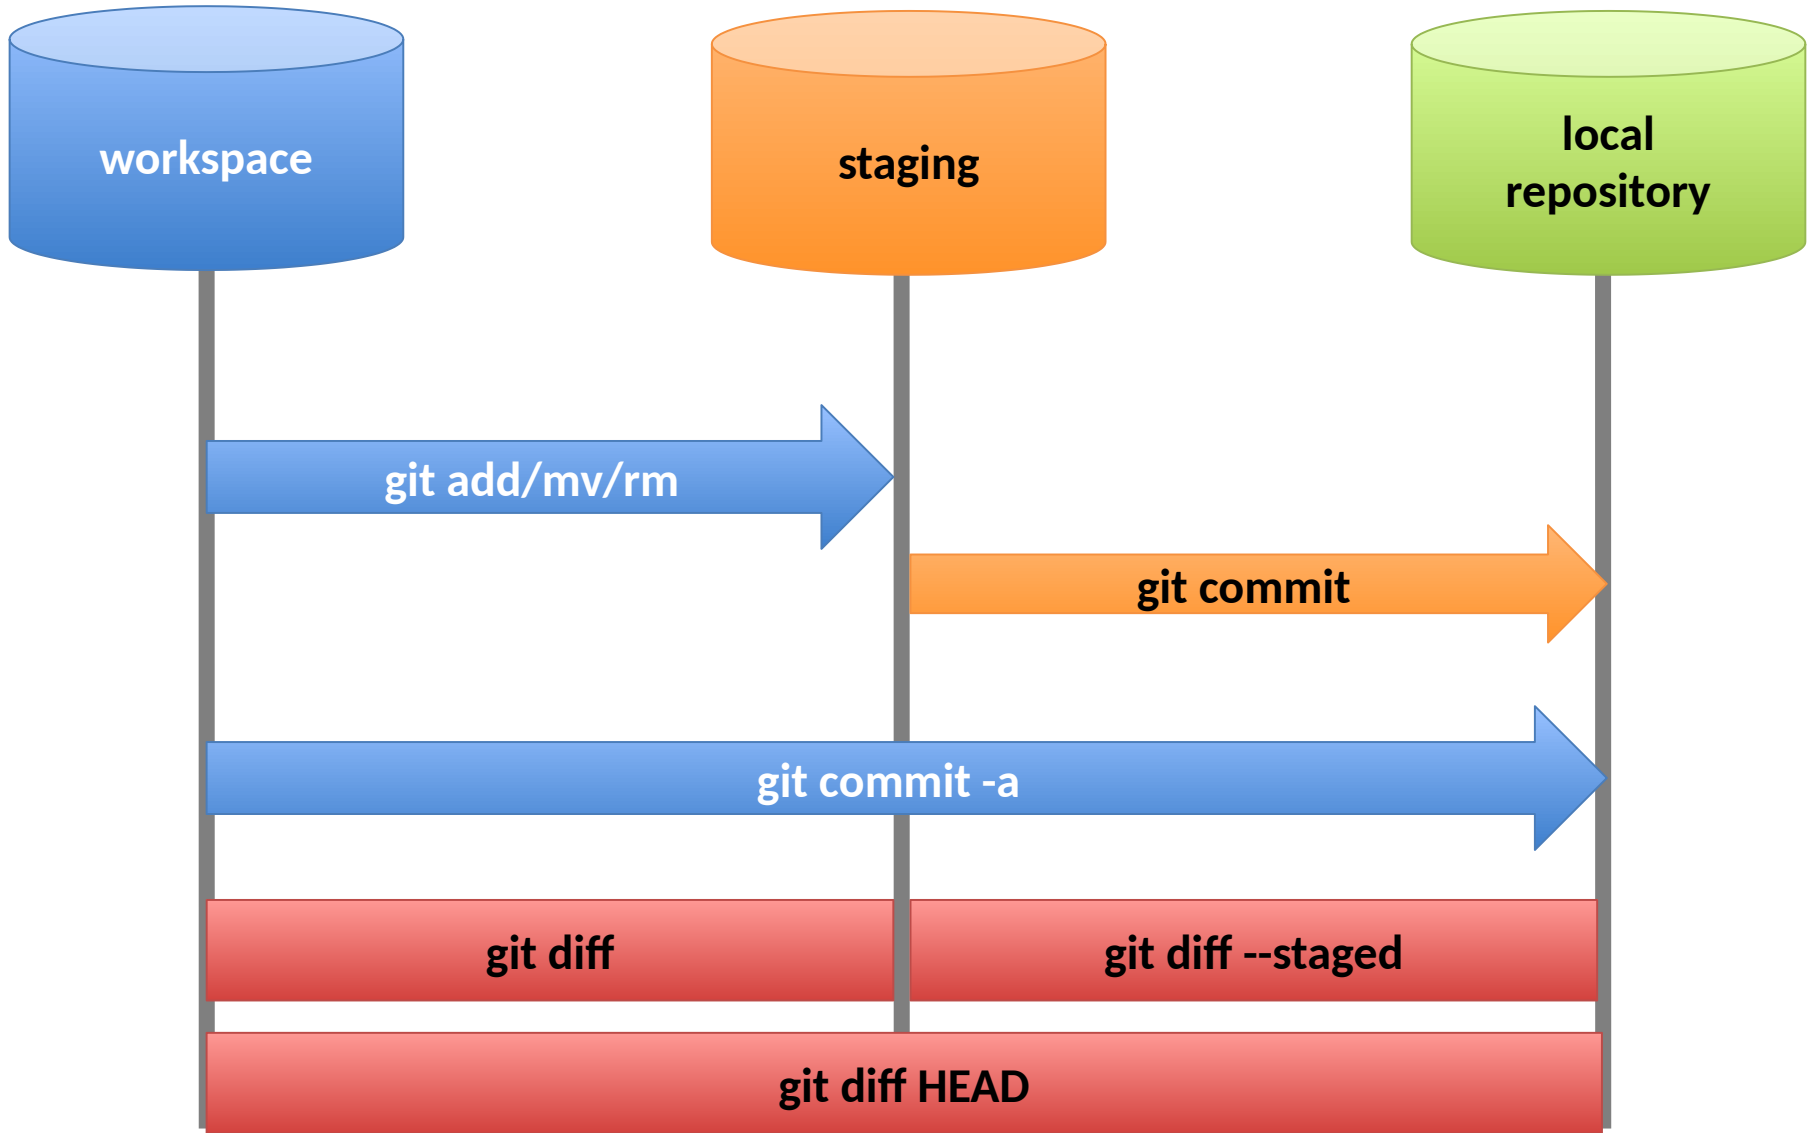 workspace
staging
local
repository
git add/mv/rm
git commit
git commit -a
git diff
git diff --staged
git diff HEAD